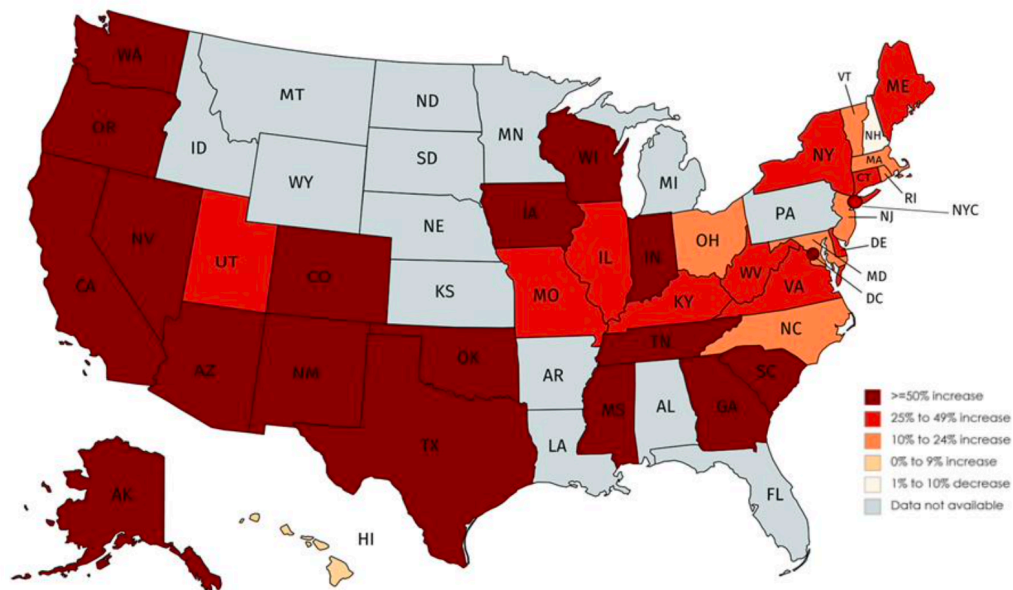 WA
OR
CA
NV
ID
MT
WY
UT
AZ
CO
NM
ND
SD
NE
KS
OK
TX
MN
IA
MO
AR
LA
WI
IL
MS
MI
IN
KY
TN
AL
OH
WV
VA
NC
SC
GA
FL
PA
NY
VT
NH
ME
MA
CT
RI
NYC
NJ
DE
MD
DC
AK
HI
>=50% increase
25% to 49% increase
10% to 24% increase
0% to 9% increase
1% to 10% decrease
Data not available